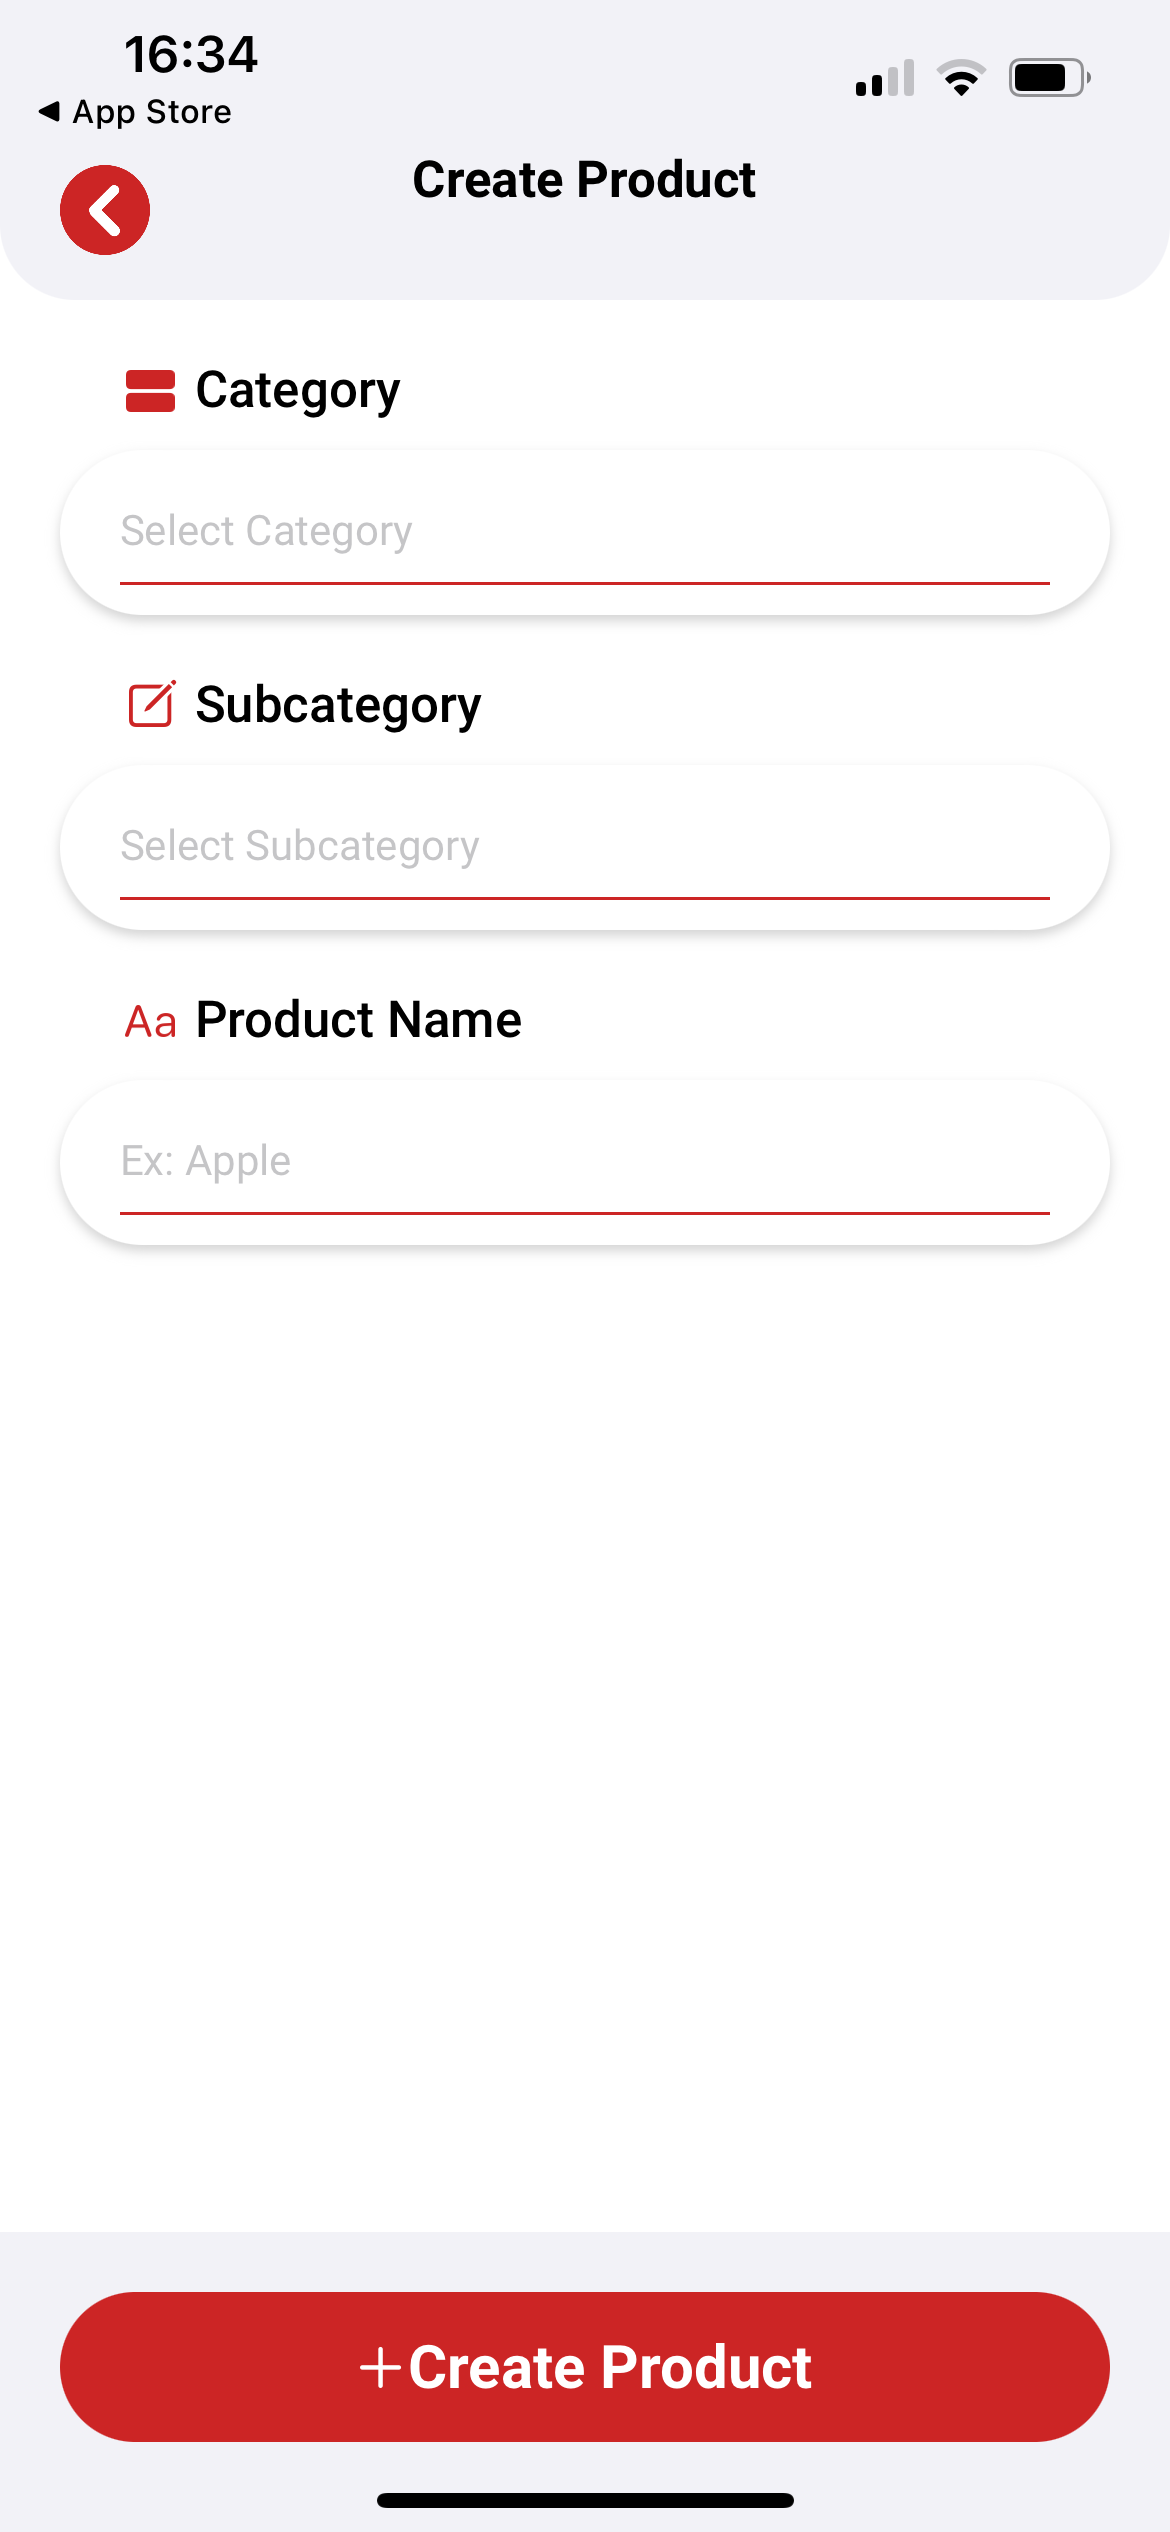 16:34
App Store
Create Product
Category
Select Category
Subcategory
Select Subcategory
Aa Product Name
Ex: Apple
+Create Product